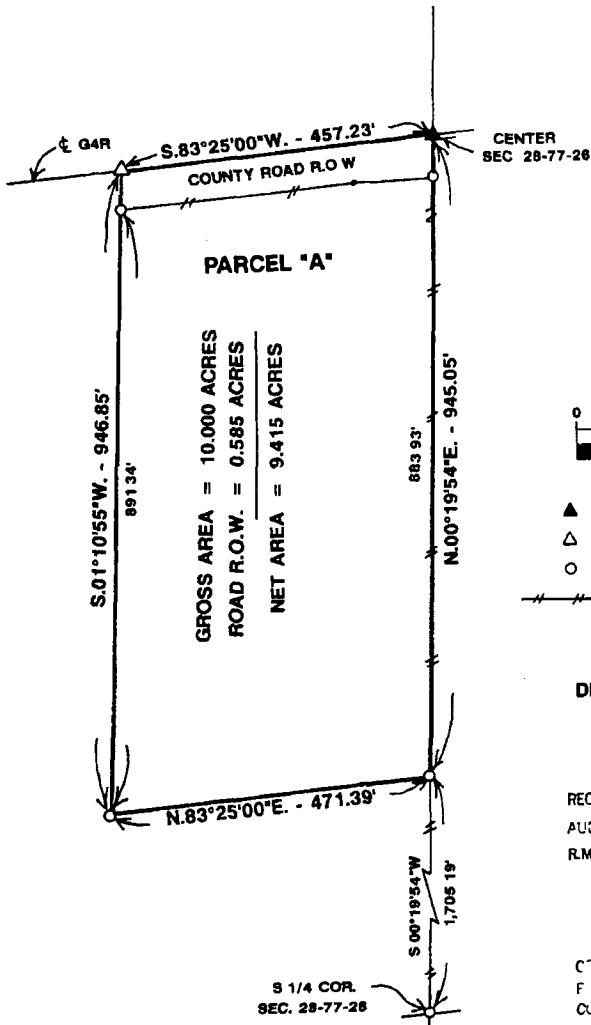 ℄ G4R
S.83°25'00"W. - 457.23'
CENTER
SEC 28-77-26
COUNTY ROAD R.O W
PARCEL "A"
S.01°10'55"W. - 946.85'
891 34'
GROSS AREA = 10.000 ACRES
ROAD R.O.W. = 0.585 ACRES
NET AREA = 9.415 ACRES
883 93'
N.00°19'54"E. - 945.05'
0
N.83°25'00"E. - 471.39'
S 00°19'54"W
1,705 19'
S 1/4 COR.
SEC. 28-77-26